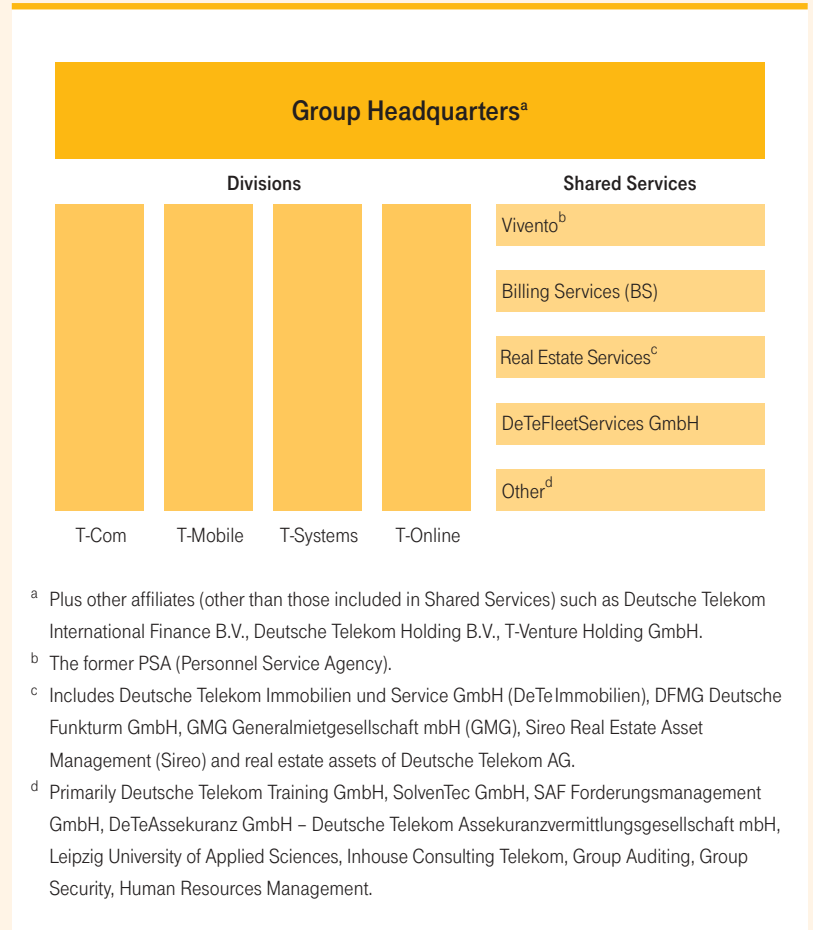 Group Headquartersᵃ
Divisions
Shared Services
Viventoᵇ
Billing Services (BS)
Real Estate Servicesᶜ
DeTeFleetServices GmbH
Otherᵈ
T-Com
T-Mobile
T-Systems
T-Online
ᵃ Plus other affiliates (other than those included in Shared Services) such as Deutsche Telekom
International Finance B.V., Deutsche Telekom Holding B.V., T-Venture Holding GmbH.
ᵇ The former PSA (Personnel Service Agency).
ᶜ Includes Deutsche Telekom Immobilien und Service GmbH (DeTeImmobilien), DFMG Deutsche
Funkturm GmbH, GMG Generalmietgesellschaft mbH (GMG), Sireo Real Estate Asset
Management (Sireo) and real estate assets of Deutsche Telekom AG.
ᵈ Primarily Deutsche Telekom Training GmbH, SolvenTec GmbH, SAF Forderungsmanagement
GmbH, DeTeAssekuranz GmbH – Deutsche Telekom Assekuranzvermittlungsgesellschaft mbH,
Leipzig University of Applied Sciences, Inhouse Consulting Telekom, Group Auditing, Group
Security, Human Resources Management.